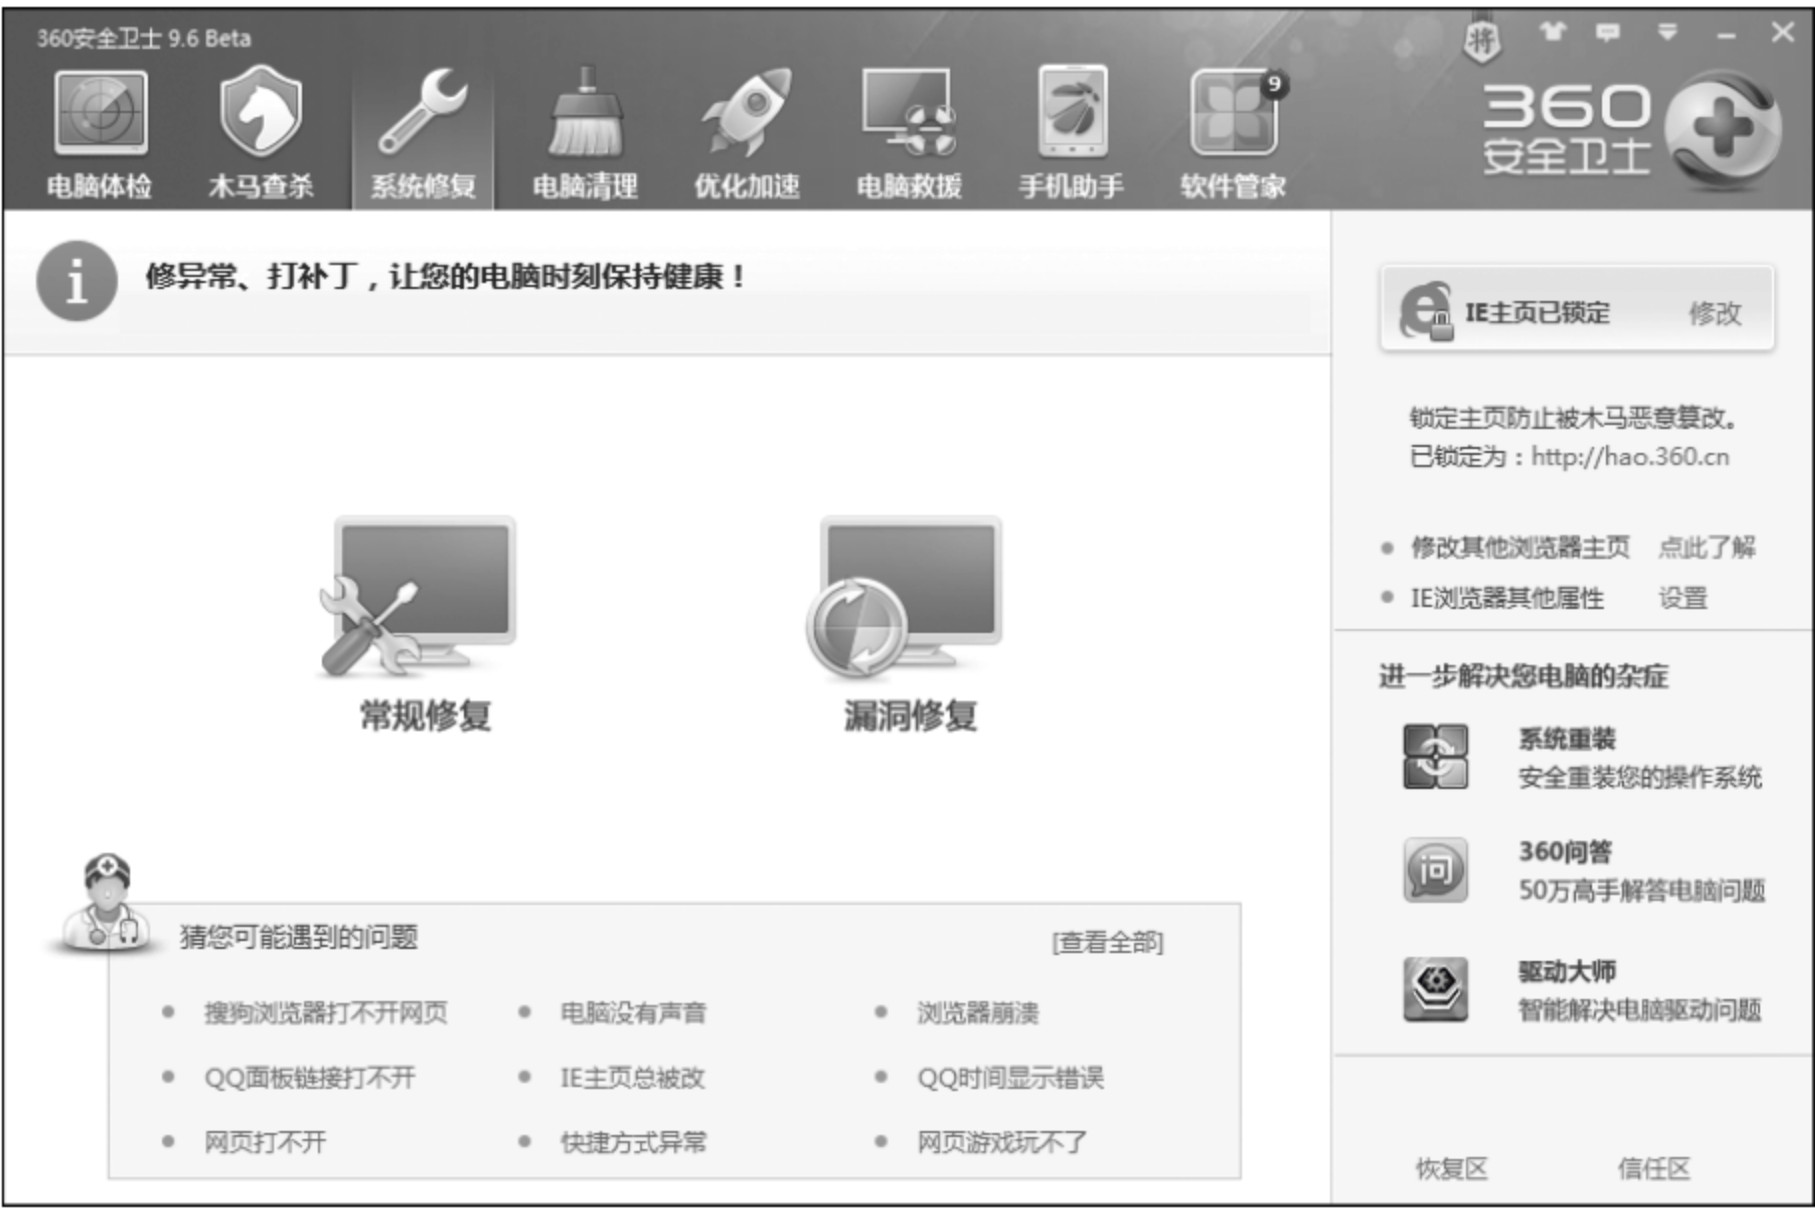 360安全卫士 9.6 Beta
将
电脑体检
木马查杀
系统修复
电脑清理
优化加速
电脑救援
手机助手
软件管家
9
360
安全卫士
修异常、打补丁，让您的电脑时刻保持健康！
IE主页已锁定 修改
锁定主页防止被木马恶意篡改。
已锁定为：http://hao.360.cn
修改其他浏览器主页 点此了解
IE浏览器其他属性 设置
常规修复
漏洞修复
进一步解决您电脑的杂症
系统重装
安全重装您的操作系统
问
360问答
50万高手解答电脑问题
驱动大师
智能解决电脑驱动问题
猜您可能遇到的问题 [查看全部]
搜狗浏览器打不开网页 电脑没有声音 浏览器崩溃
QQ面板链接打不开 IE主页总被改 QQ时间显示错误
网页打不开 快捷方式异常 网页游戏玩不了
恢复区 信任区